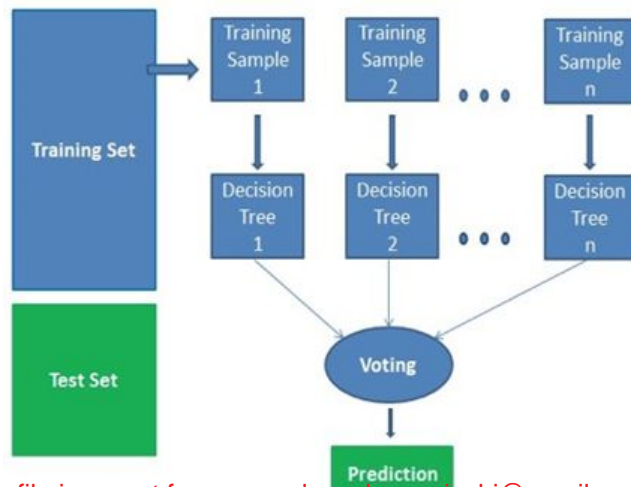 Training Set
Training
Sample
1
Training
Sample
2
Training
Sample
n
Decision
Tree
1
Decision
Tree
2
Decision
Tree
n
Test Set
Voting
Prediction